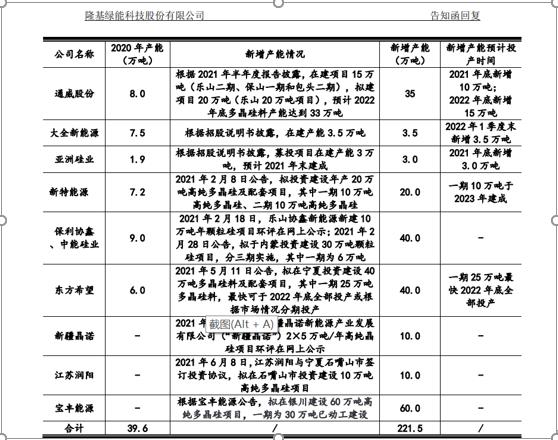 隆基绿能科技股份有限公司 告知函回复
公司名称 2020 年产能（万吨） 新增产能情况 新增产能（万吨） 新增产能预计投产时间
通威股份 8.0
根据 2021 年半年度报告披露，在建项目 15 万
吨（乐山二期、保山一期和包头二期），拟建
项目 20 万吨（乐山 20 万吨项目），预计 2022
年底多晶硅料产能达到 33 万吨
35
2021 年底新增
10 万吨；
2022 年底新增
15 万吨
大全新能源 7.5 根据招股说明书披露，在建产能 3.5 万吨 3.5
2022 年 1 季度末
新增 3.5 万吨
亚洲硅业 1.9
根据招股说明书披露，募投项目在建产能 3 万
吨，预计 2021 年末建成
3.0
2021 年底新增
3.0 万吨
新特能源 7.2
2021 年 2 月 8 日公告，拟投资建设年产 20 万
吨高纯多晶硅及配套项目，其中一期 10 万吨
高纯多晶硅、二期 10 万吨高纯多晶硅
20.0
一期 10 万吨于
2023 年建成
保利协鑫
、中能硅业
9.0
2021 年 2 月 18 日，乐山协鑫新能源新建 10
万吨年颗粒硅项目环评在网上公示；2021 年 2
月 28 日公告，拟于内蒙投资建设 30 万吨颗粒
硅项目，分三期实施，其中一期为 6 万吨
40.0 -
东方希望 6.0
2021 年 5 月 11 日公告，拟在宁夏投资建设 40
万吨多晶硅料及配套项目，其中一期 25 万吨
多晶硅料，最快可于 2022 年底全部投产或根
据市场情况分期投产
40.0
一期 25 万吨最
快 2022 年底全
部投产
新疆晶诺 -
2021 年 晶诺新能源产业发展
截图(Alt + A)
有限公司（“新疆晶诺”）2×5 万吨/年高纯晶
硅项目环评在网上公示
10.0 -
江苏润阳 -
2021 年 6 月 8 日，江苏润阳与宁夏石嘴山市签
订投资协议，拟在石嘴山市投资建设 10 万吨
高纯多晶硅项目
10.0 -
宝丰能源 -
根据宝丰能源公告，拟在银川建设 60 万吨高
纯多晶硅项目，一期为 30 万吨已动工建设
60.0 -
合计 39.6 / 221.5 /